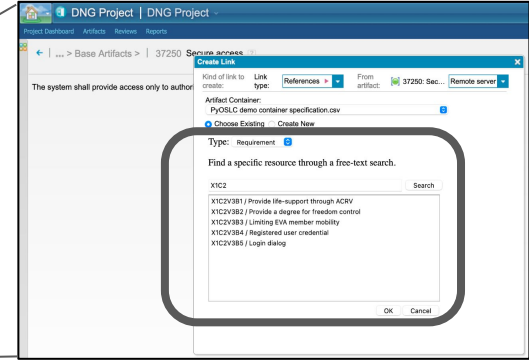 DNG Project | DNG Project
Project Dashboard Artifacts Reviews Reports
... > Base Artifacts > | 37250 Secure access
The system shall provide access only to author
Create Link
Kind of link to create: Link type: References From artifact: 37250: Sec... Remote server
Artifact Container:
PyOSLC demo container specification.csv
Choose Existing Create New
Type: Requirement
Find a specific resource through a free-text search.
X1C2 Search
X1C2V3B1 / Provide life-support through ACRV
X1C2V3B2 / Provide a degree for freedom control
X1C2V3B3 / Limiting EVA member mobility
X1C2V3B4 / Registered user credential
X1C2V3B5 / Login dialog
OK Cancel